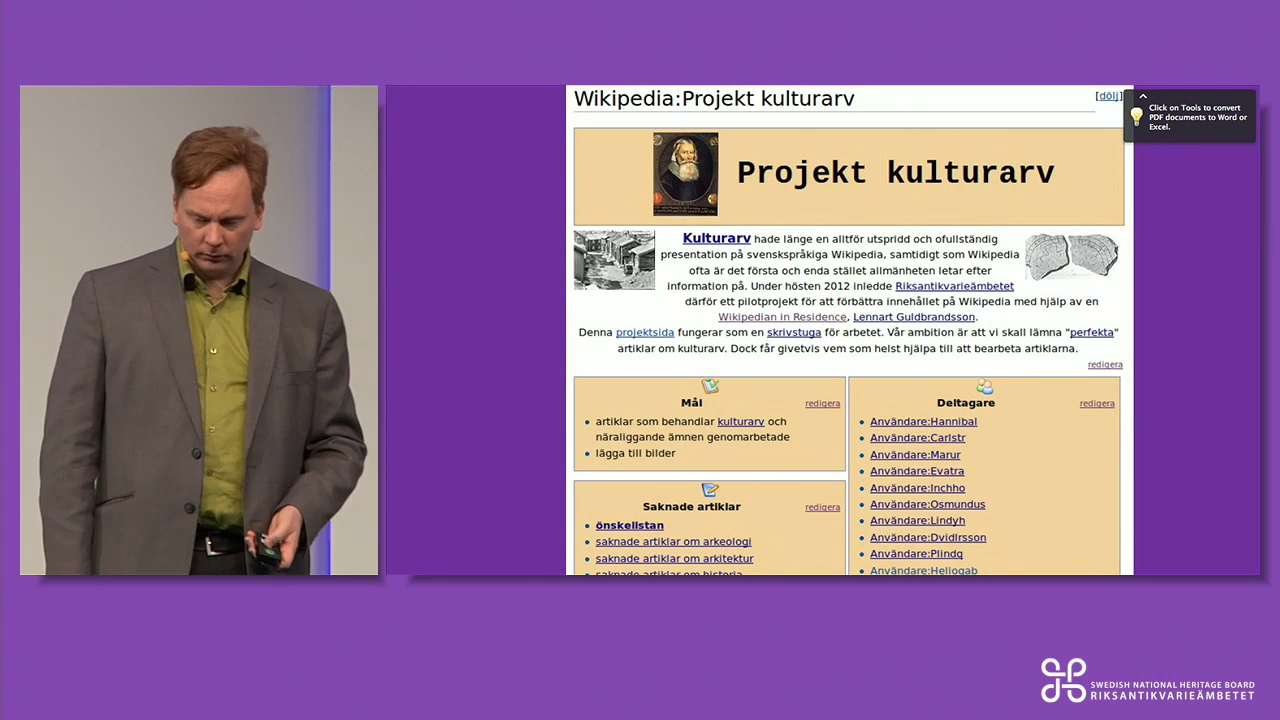 Wikipedia:Projekt kulturarv
[dölj]
Click on Tools to convert
PDF documents to Word or
Excel.
Projekt kulturarv
Kulturarv hade länge en alltför utspridd och ofullständig
presentation på svenskspråkiga Wikipedia, samtidigt som Wikipedia
ofta är det första och enda stället allmänheten letar efter
information på. Under hösten 2012 inledde Riksantikvarieämbetet
därför ett pilotprojekt för att förbättra innehållet på Wikipedia med hjälp av en
Wikipedian in Residence, Lennart Guldbrandsson.
Denna projektsida fungerar som en skrivstuga för arbetet. Vår ambition är att vi skall lämna "perfekta"
artiklar om kulturarv. Dock får givetvis vem som helst hjälpa till att bearbeta artiklarna.
redigera
Mål
redigera
artiklar som behandlar kulturarv och
näraliggande ämnen genomarbetade
lägga till bilder
Saknade artiklar
redigera
önskellstan
saknade artiklar om arkeologi
saknade artiklar om arkitektur
saknade artiklar om historia
Deltagare
redigera
Användare:Hannibal
Användare:Carlstr
Användare:Marur
Användare:Evatra
Användare:Inchho
Användare:Osmundus
Användare:Lindyh
Användare:Dvidlrsson
Användare:Plindq
Användare:Heliogab
SWEDISH NATIONAL HERITAGE BOARD
RIKSANTIKVARIEÄMBETET